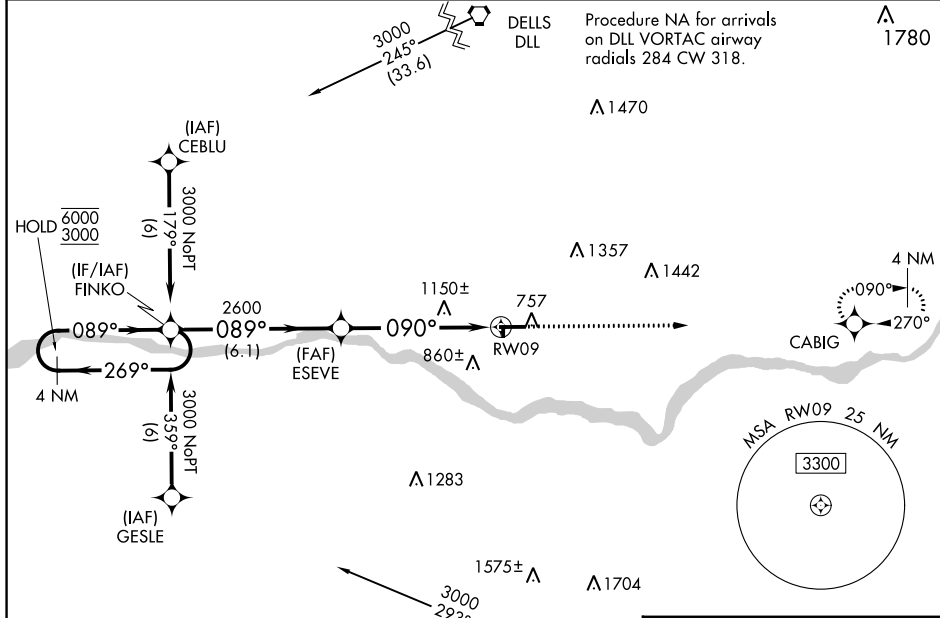 DELLS
DLL
Procedure NA for arrivals
on DLL VORTAC airway
radials 284 CW 318.
1780
3000
245°
(33.6)
1470
(IAF)
CEBLU
3000 NoPT
179°
(6)
HOLD 6000
3000
(IF/IAF)
FINKO
1357
1442
4 NM
090°
270°
CABIG
1150±
757
2600
089°
089°
(6.1)
090°
RW09
(FAF)
ESEVE
860±
269°
4 NM
3000 NoPT
359°
(6)
MSA RW09 25 NM
3300
1283
(IAF)
GESLE
1575±
1704
3000
293°